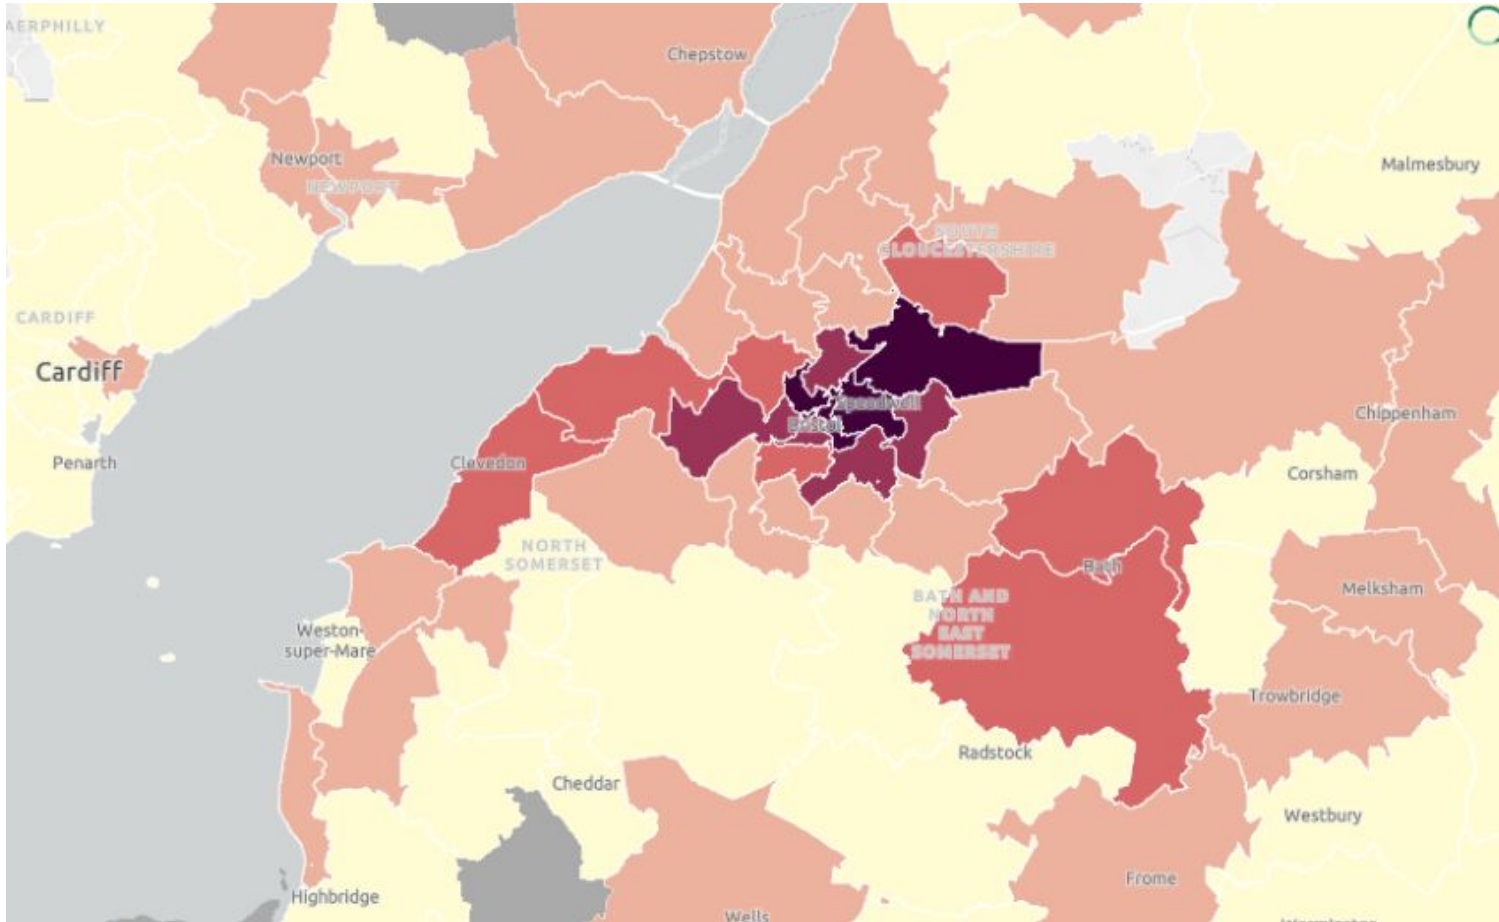 AERPHILLY
Chepstow
Newport
NEWPORT
Malmesbury
SOUTH
GLOUCESTERSHIRE
CARDIFF
Cardiff
Speedwell
Bristol
Chippenham
Penarth
Clevedon
Corsham
NORTH
SOMERSET
Bath
Melksham
BATH AND
NORTH
EAST
SOMERSET
Weston-
super-Mare
Trowbridge
Radstock
Cheddar
Westbury
Frome
Highbridge
Wells